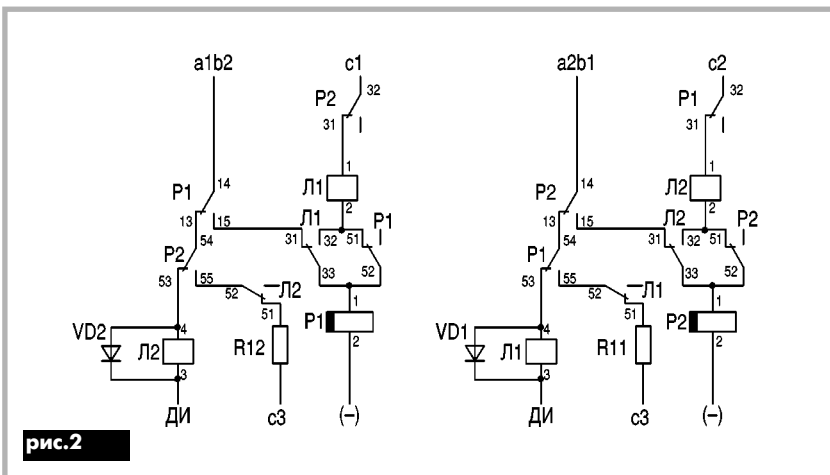 a1b2 c1 a2b1 c2
P2 32 P1 32
31 31
1 1
P1 14 Л1 P2 14 Л2
2 2
13 15 Л1 P1 13 15 Л2 P2
54 31 32 51 54 31 32 51
P2 P1
53 55 52 Л2 33 52 53 55 52 Л1 33 52
51 1 51 1
VD2 4 P1 VD1 4 P2
Л2 R12 2 Л1 R11 2
3 3
ДИ c3 (–) ДИ c3 (–)
рис.2